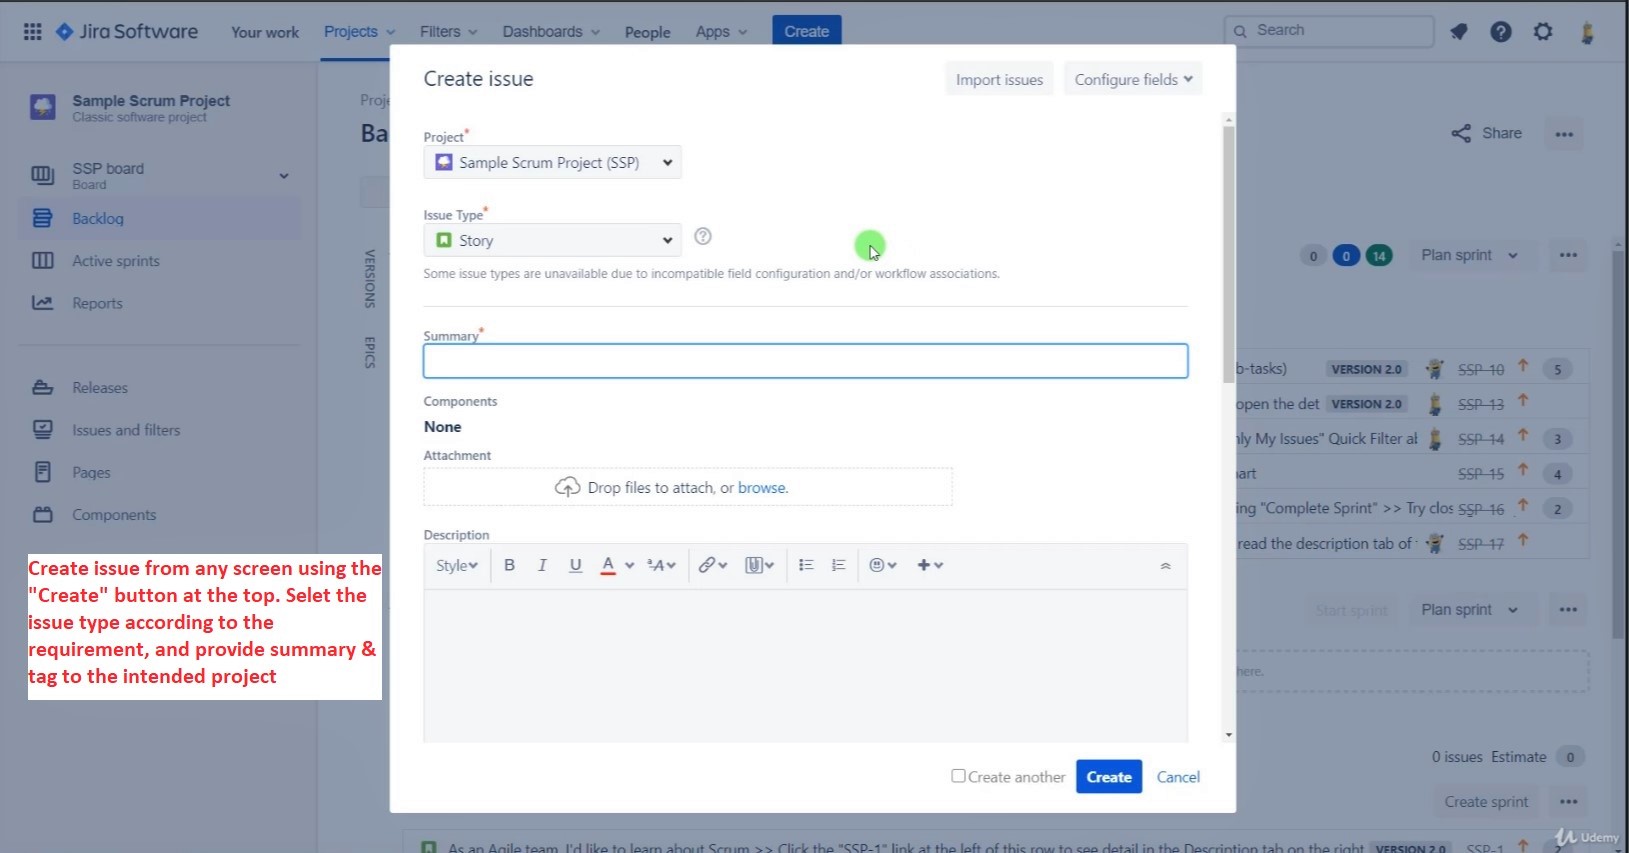 Jira Software
Your work
Projects
Filters
Dashboards
People
Apps
Create
Search
Sample Scrum Project
Classic software project
SSP board
Board
Backlog
Active sprints
Reports
Releases
Issues and filters
Pages
Components
Create issue from any screen using the
"Create" button at the top. Selet the
issue type according to the
requirement, and provide summary &
tag to the intended project
Proje
Ba
VERSIONS
EPICS
Create issue
Import issues
Configure fields
Project*
Sample Scrum Project (SSP)
Issue Type*
Story
Some issue types are unavailable due to incompatible field configuration and/or workflow associations.
Summary*
Components
None
Attachment
Drop files to attach, or browse.
Description
Style
B I U A
Create another
Create
Cancel
Share
0 0 14 Plan sprint
b-tasks) VERSION 2.0 SSP-10 5
open the det VERSION 2.0 SSP-13
nly My Issues" Quick Filter al SSP-14 3
art SSP-15 4
ing "Complete Sprint" >> Try clos SSP-16 2
read the description tab of SSP-17
Start sprint Plan sprint
here.
0 issues Estimate 0
Create sprint
As an Agile team, I'd like to learn about Scrum >> Click the "SSP-1" link at the left of this row to see detail in the Description tab on the right VERSION 2.0 SSP-1 2
Udemy